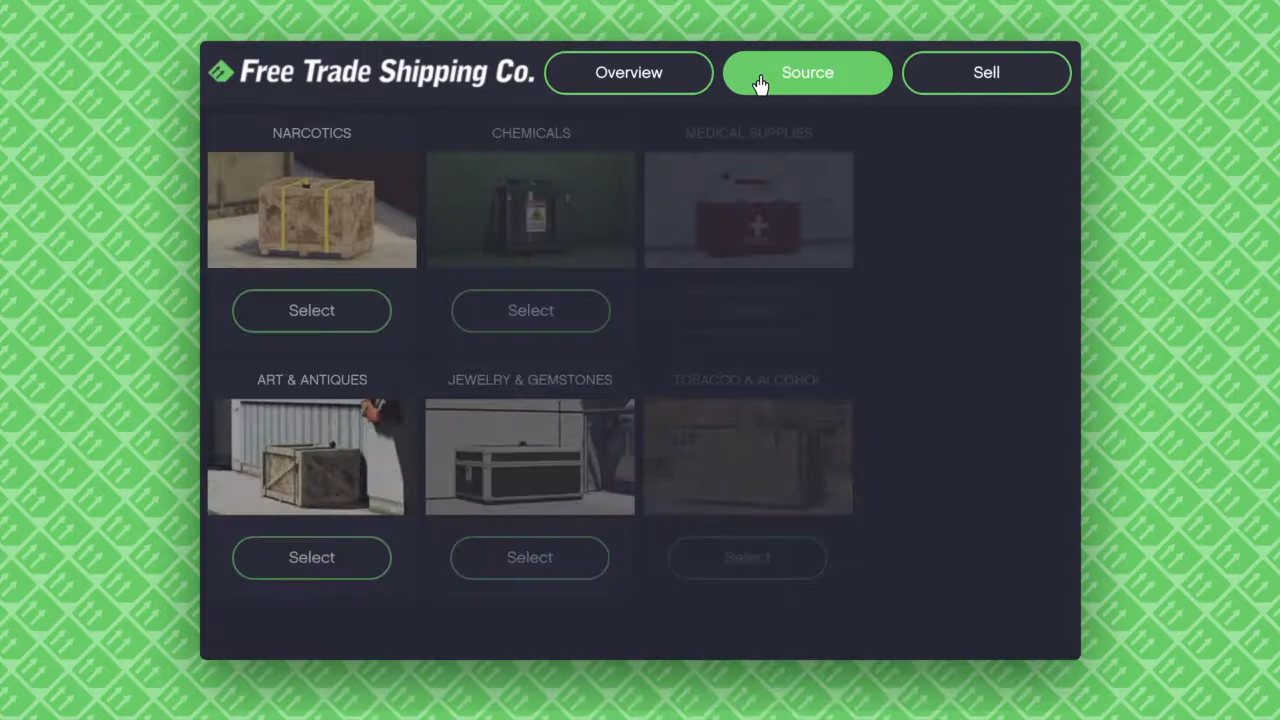 Free Trade Shipping Co.
Overview
Source
Sell
NARCOTICS
CHEMICALS
MEDICAL SUPPLIES
Select
Select
ART & ANTIQUES
JEWELRY & GEMSTONES
TOBACCO & ALCOHOL
Select
Select
Select